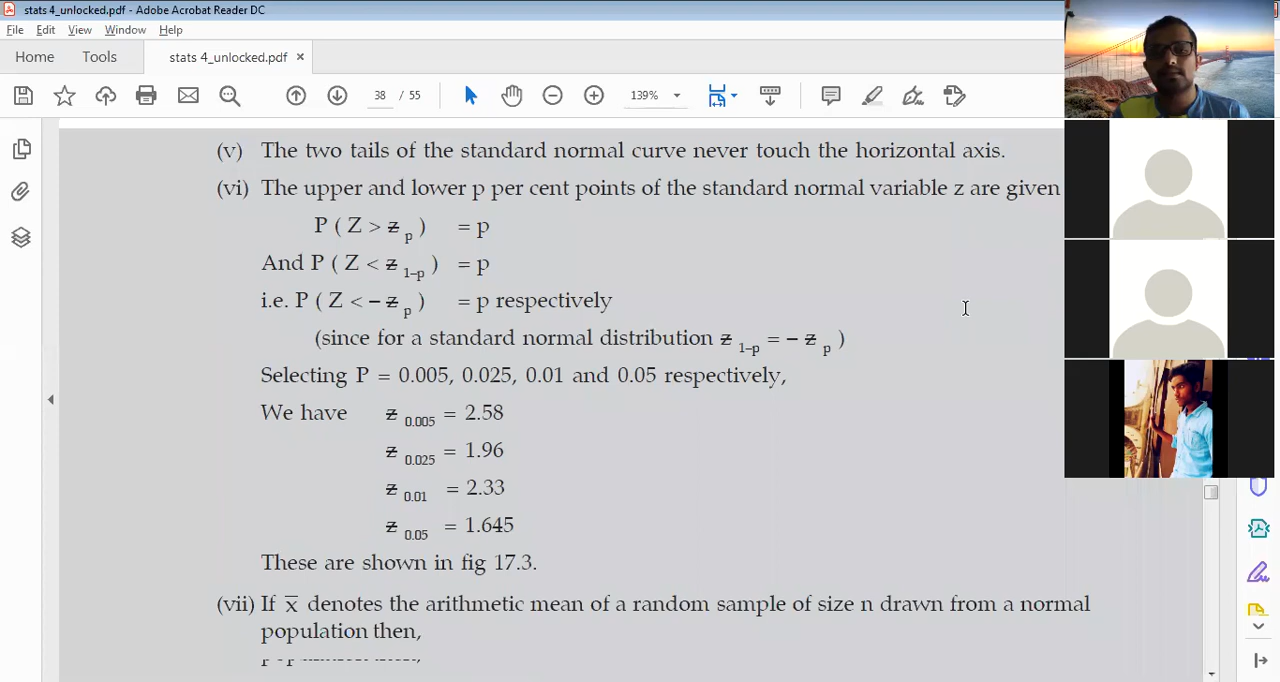 stats 4_unlocked.pdf - Adobe Acrobat Reader DC
File Edit View Window Help
Home Tools stats 4_unlocked.pdf ×
38 / 55 139%
(v) The two tails of the standard normal curve never touch the horizontal axis.
(vi) The upper and lower p per cent points of the standard normal variable z are given
P ( Z > z p ) = p
And P ( Z < z 1–p ) = p
i.e. P ( Z < – z p ) = p respectively
(since for a standard normal distribution z 1–p = – z p )
Selecting P = 0.005, 0.025, 0.01 and 0.05 respectively,
We have z 0.005 = 2.58
z 0.025 = 1.96
z 0.01 = 2.33
z 0.05 = 1.645
These are shown in fig 17.3.
(vii) If x̄ denotes the arithmetic mean of a random sample of size n drawn from a normal
population then,